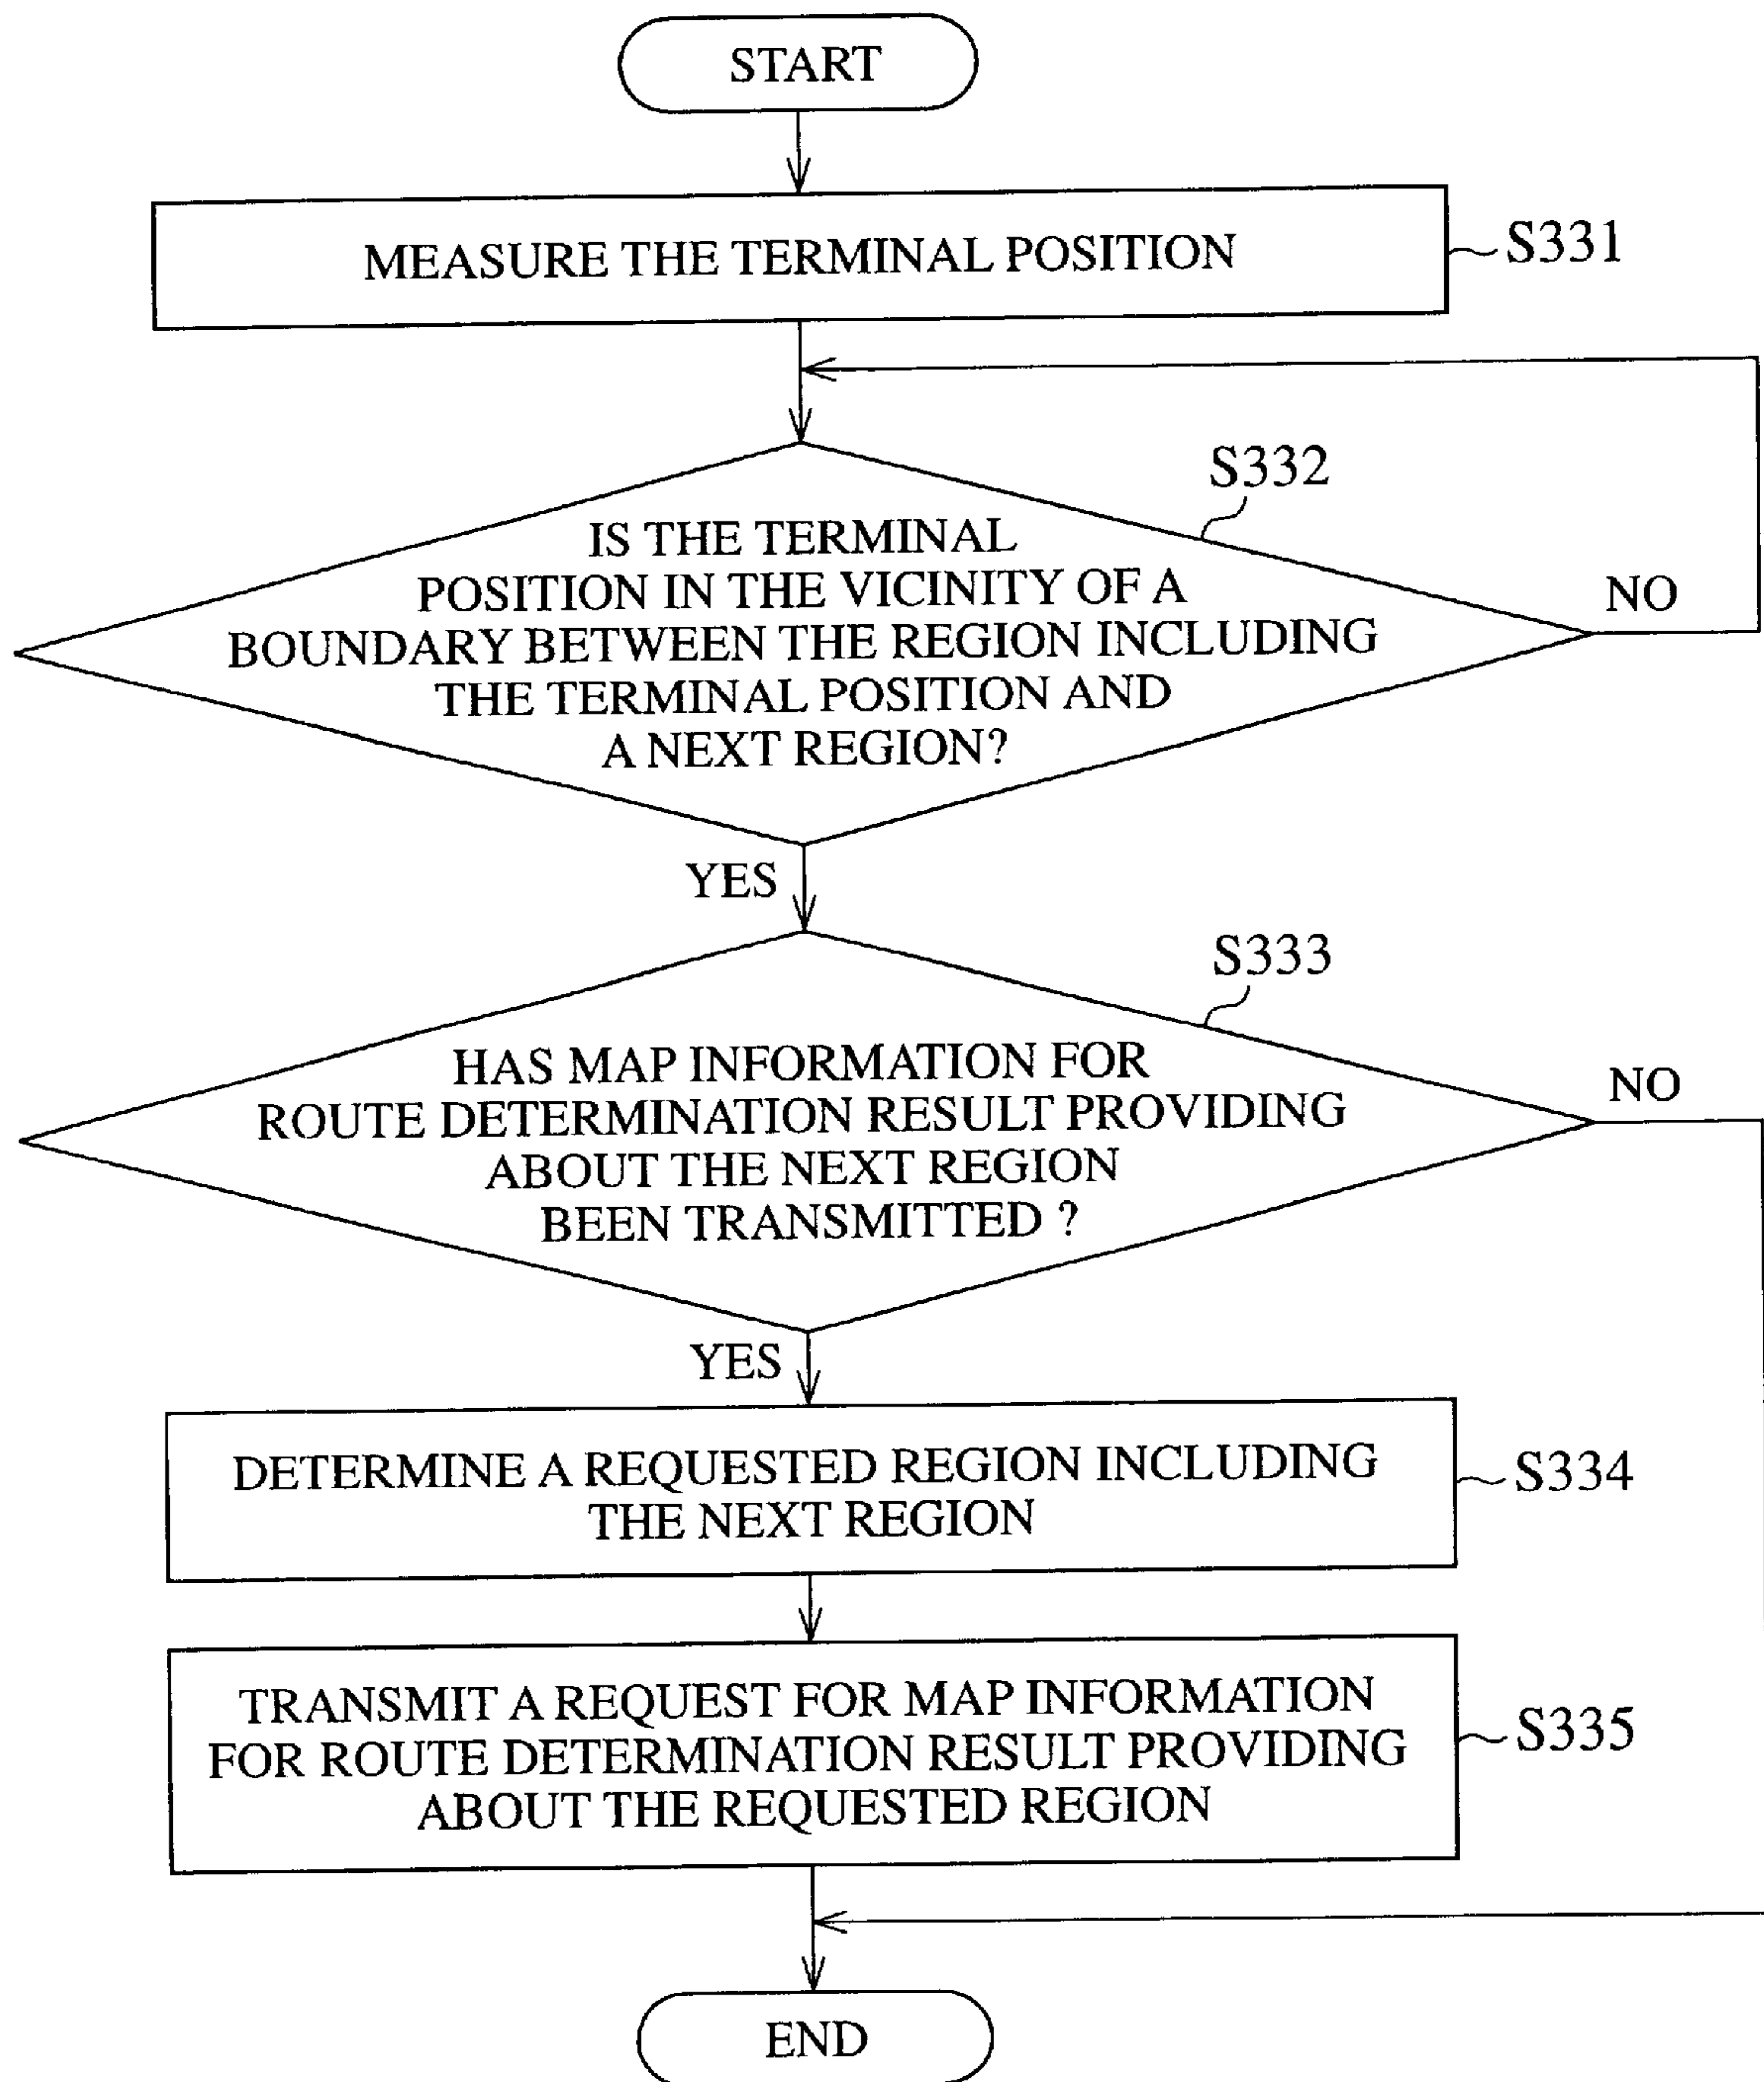 START
MEASURE THE TERMINAL POSITION
S331
S332
IS THE TERMINAL
POSITION IN THE VICINITY OF A
BOUNDARY BETWEEN THE REGION INCLUDING
THE TERMINAL POSITION AND
A NEXT REGION?
NO
YES
S333
HAS MAP INFORMATION FOR
ROUTE DETERMINATION RESULT PROVIDING
ABOUT THE NEXT REGION
BEEN TRANSMITTED ?
NO
YES
DETERMINE A REQUESTED REGION INCLUDING
THE NEXT REGION
S334
TRANSMIT A REQUEST FOR MAP INFORMATION
FOR ROUTE DETERMINATION RESULT PROVIDING
ABOUT THE REQUESTED REGION
S335
END